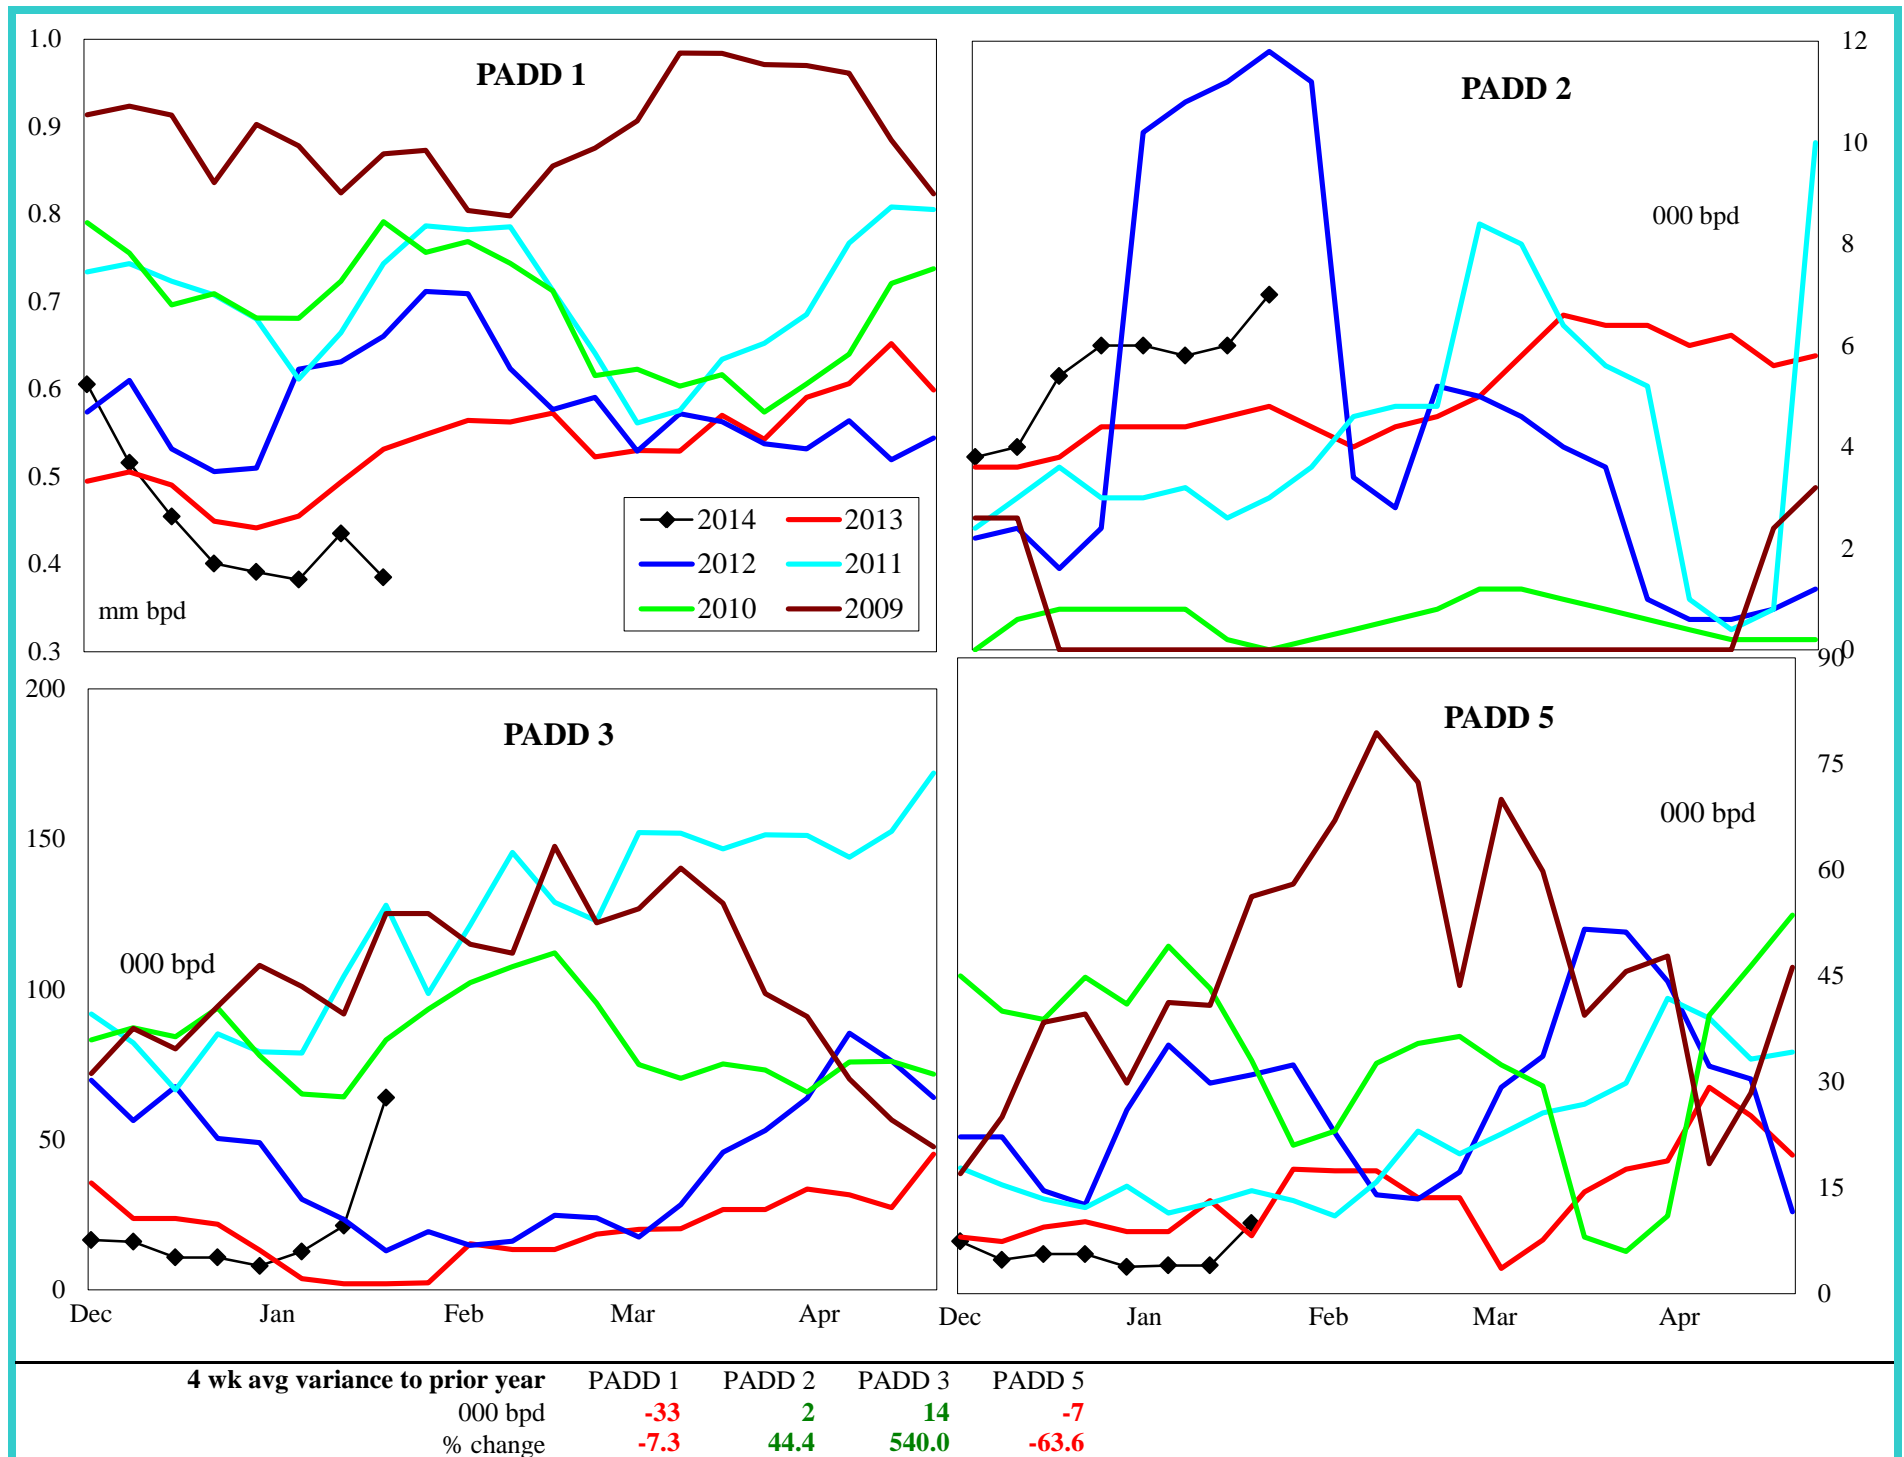 PADD 1
1.0
0.9
0.8
0.7
0.6
0.5
0.4
0.3
mm bpd
2014 2013
2012 2011
2010 2009
PADD 2
000 bpd
12
10
8
6
4
2
0
PADD 3
000 bpd
200
150
100
50
0
Dec Jan Feb Mar Apr
PADD 5
000 bpd
90
75
60
45
30
15
0
Dec Jan Feb Mar Apr
4 wk avg variance to prior year PADD 1 PADD 2 PADD 3 PADD 5
000 bpd -33 2 14 -7
% change -7.3 44.4 540.0 -63.6